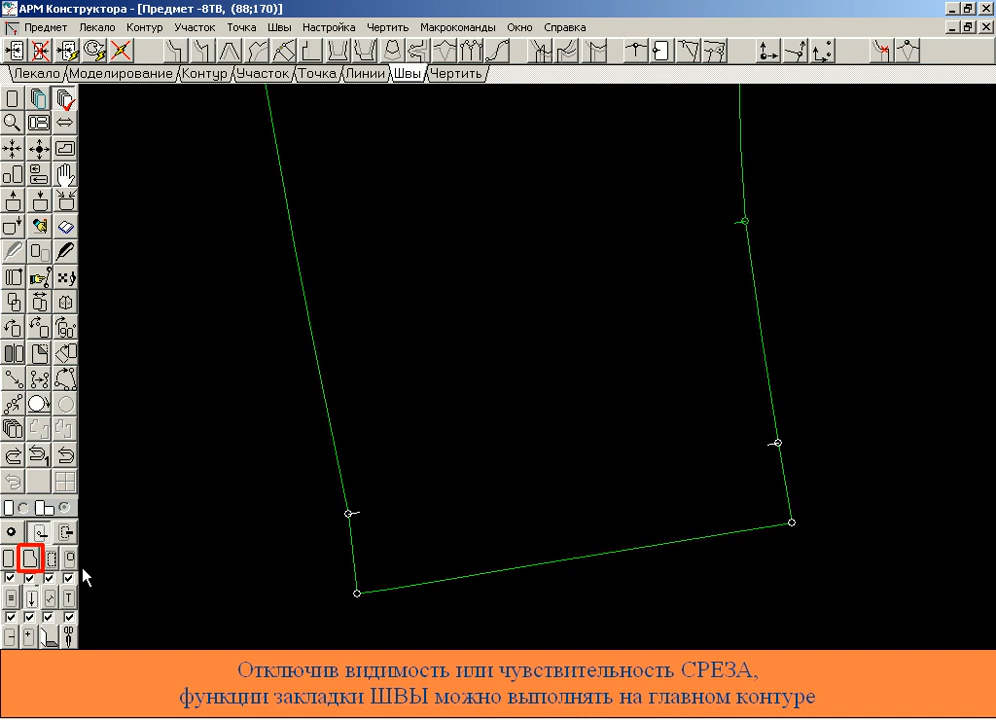 АРМ Конструктора - [Предмет -8ТВ, (88;170)]
Предмет Лекало Контур Участок Точка Швы Настройка Чертить Макрокоманды Окно Справка
Лекало Моделирование Контур Участок Точка Линии Швы Чертить
Отключив видимость или чувствительность СРЕЗА,
функции закладки ШВЫ можно выполнять на главном контуре